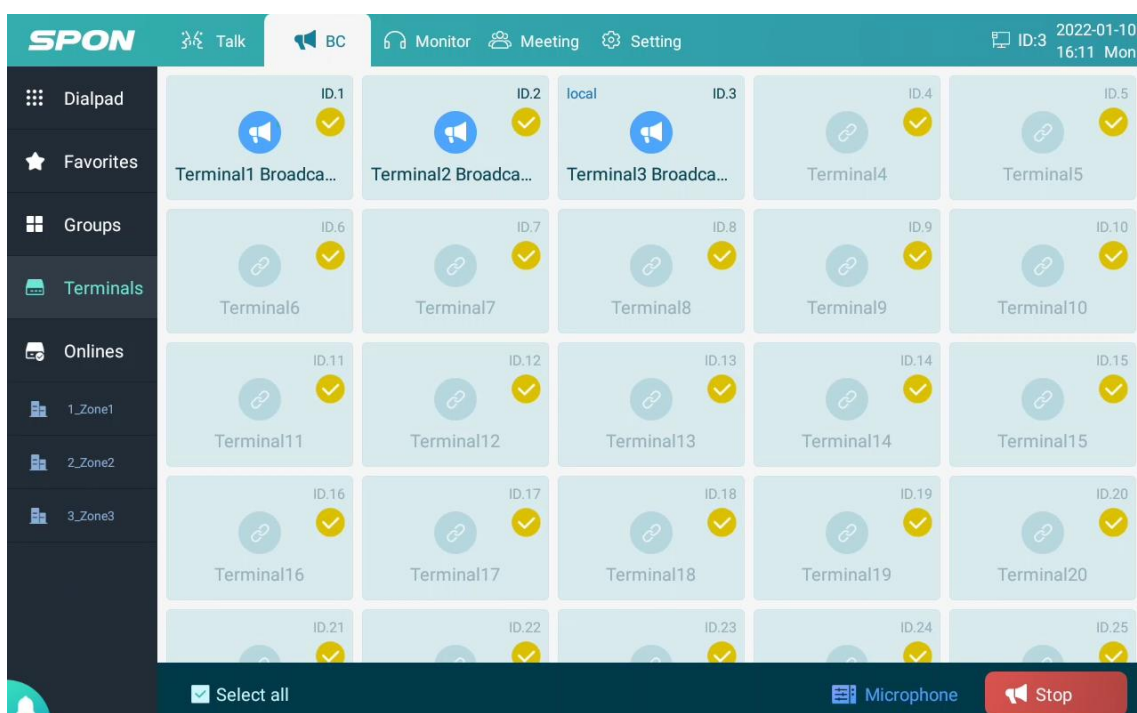 SPON
Talk
BC
Monitor
Meeting
Setting
ID:3
2022-01-10
16:11 Mon
Dialpad
Favorites
Groups
Terminals
Onlines
1_Zone1
2_Zone2
3_Zone3
ID.1
Terminal1 Broadca...
ID.2
Terminal2 Broadca...
local ID.3
Terminal3 Broadca...
ID.4
Terminal4
ID.5
Terminal5
ID.6
Terminal6
ID.7
Terminal7
ID.8
Terminal8
ID.9
Terminal9
ID.10
Terminal10
ID.11
Terminal11
ID.12
Terminal12
ID.13
Terminal13
ID.14
Terminal14
ID.15
Terminal15
ID.16
Terminal16
ID.17
Terminal17
ID.18
Terminal18
ID.19
Terminal19
ID.20
Terminal20
ID.21
ID.22
ID.23
ID.24
ID.25
Select all
Microphone
Stop